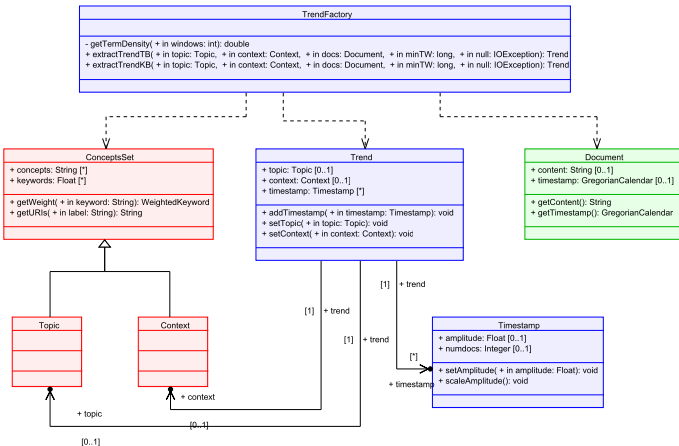 TrendFactory
- getTermDensity( + in windows: int): double
+ extractTrendTB( + in topic: Topic,  + in context: Context,  + in docs: Document,  + in minTW: long,  + in null: IOException): Trend
+ extractTrendKB( + in topic: Topic,  + in context: Context,  + in docs: Document,  + in minTW: long,  + in null: IOException): Trend
ConceptsSet
+ concepts: String [*]
+ keywords: Float [*]
+ getWeight( + in keyword: String): WeightedKeyword
+ getURIs( + in label: String): String
Trend
+ topic: Topic [0..1]
+ context: Context [0..1]
+ timestamp: Timestamp [*]
+ addTimestamp( + in timestamp: Timestamp): void
+ setTopic( + in topic: Topic): void
+ setContext( + in context: Context): void
Document
+ content: String [0..1]
+ timestamp: GregorianCalendar [0..1]
+ getContent(): String
+ getTimestamp(): GregorianCalendar
[1] + trend
[1] + trend
[1] + trend
Topic
Context
Timestamp
+ amplitude: Float [0..1]
+ numdocs: Integer [0..1]
+ setAmplitude( + in amplitude: Float): void
+ scaleAmplitude(): void
[*]
+ timestamp
+ context
+ topic
[0..1]
[0..1]